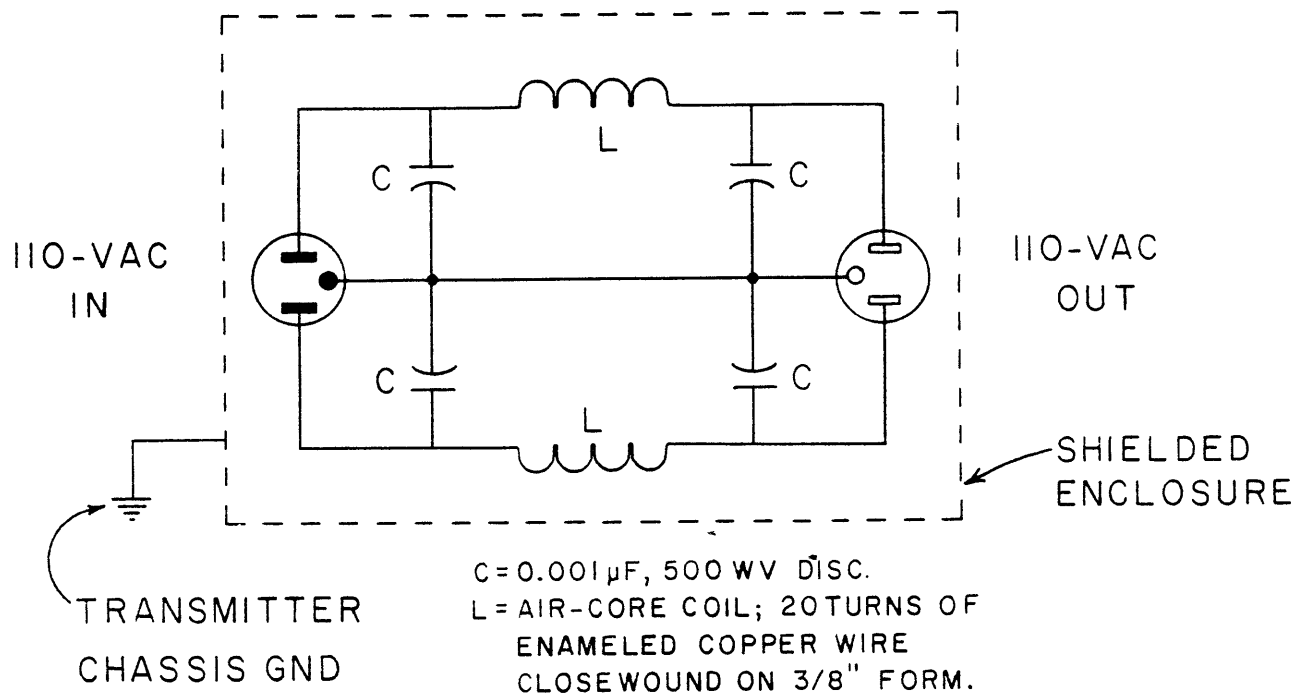 L
C
C
110-VAC
IN
110-VAC
OUT
C
C
L
SHIELDED
ENCLOSURE
TRANSMITTER
CHASSIS GND
C=0.001µF, 500 WV DISC.
L=AIR-CORE COIL; 20 TURNS OF
ENAMELED COPPER WIRE
CLOSEWOUND ON 3/8" FORM.